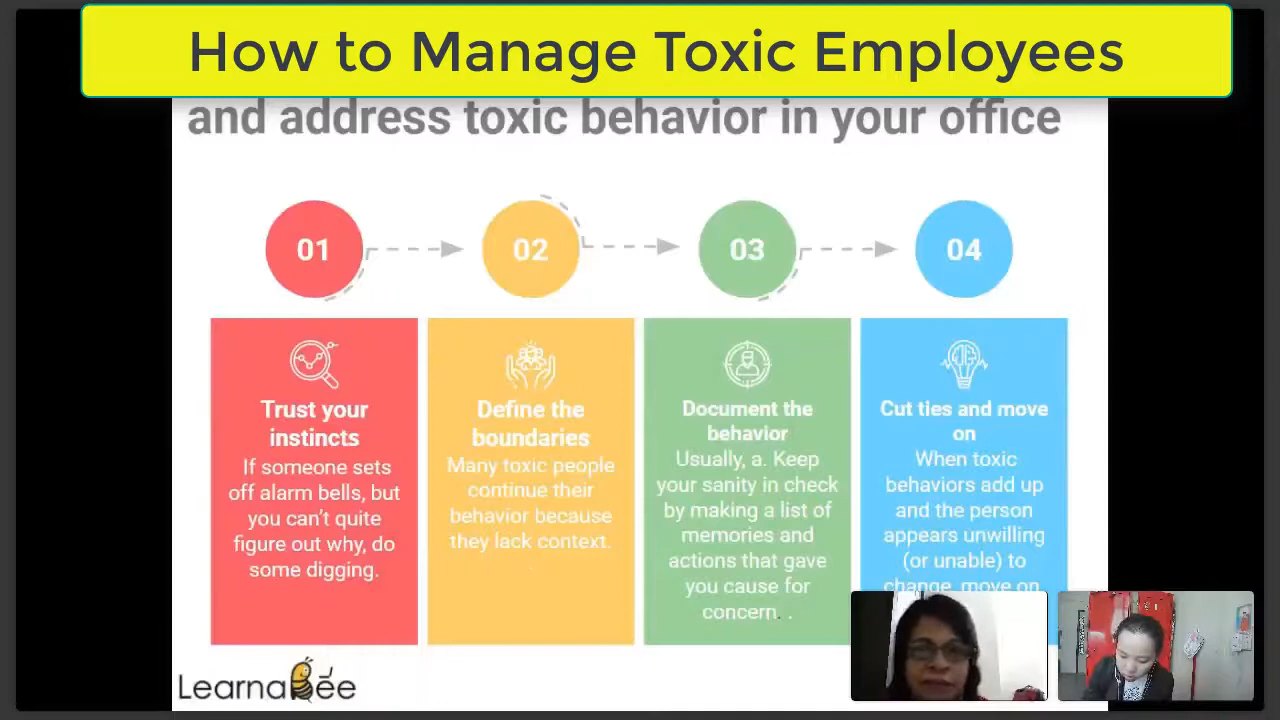 How to Manage Toxic Employees
and address toxic behavior in your office
01
02
03
04
Trust your
instcts
If someone sets
off alarm bells, but
you can't quite
figure out why, do
some digging.
Define the
boundaries
Many toxic people
continue their
behavior because
they lack context.
Document the
behavior
Usually, a. Keep
your sanity in check
by making a list of
memories and
actions that gave
you cause for
concern. .
Cut ties and move
on
When toxic
behaviors add up
and the person
appears unwilling
(or unable) to
change, move on
LearnaBee